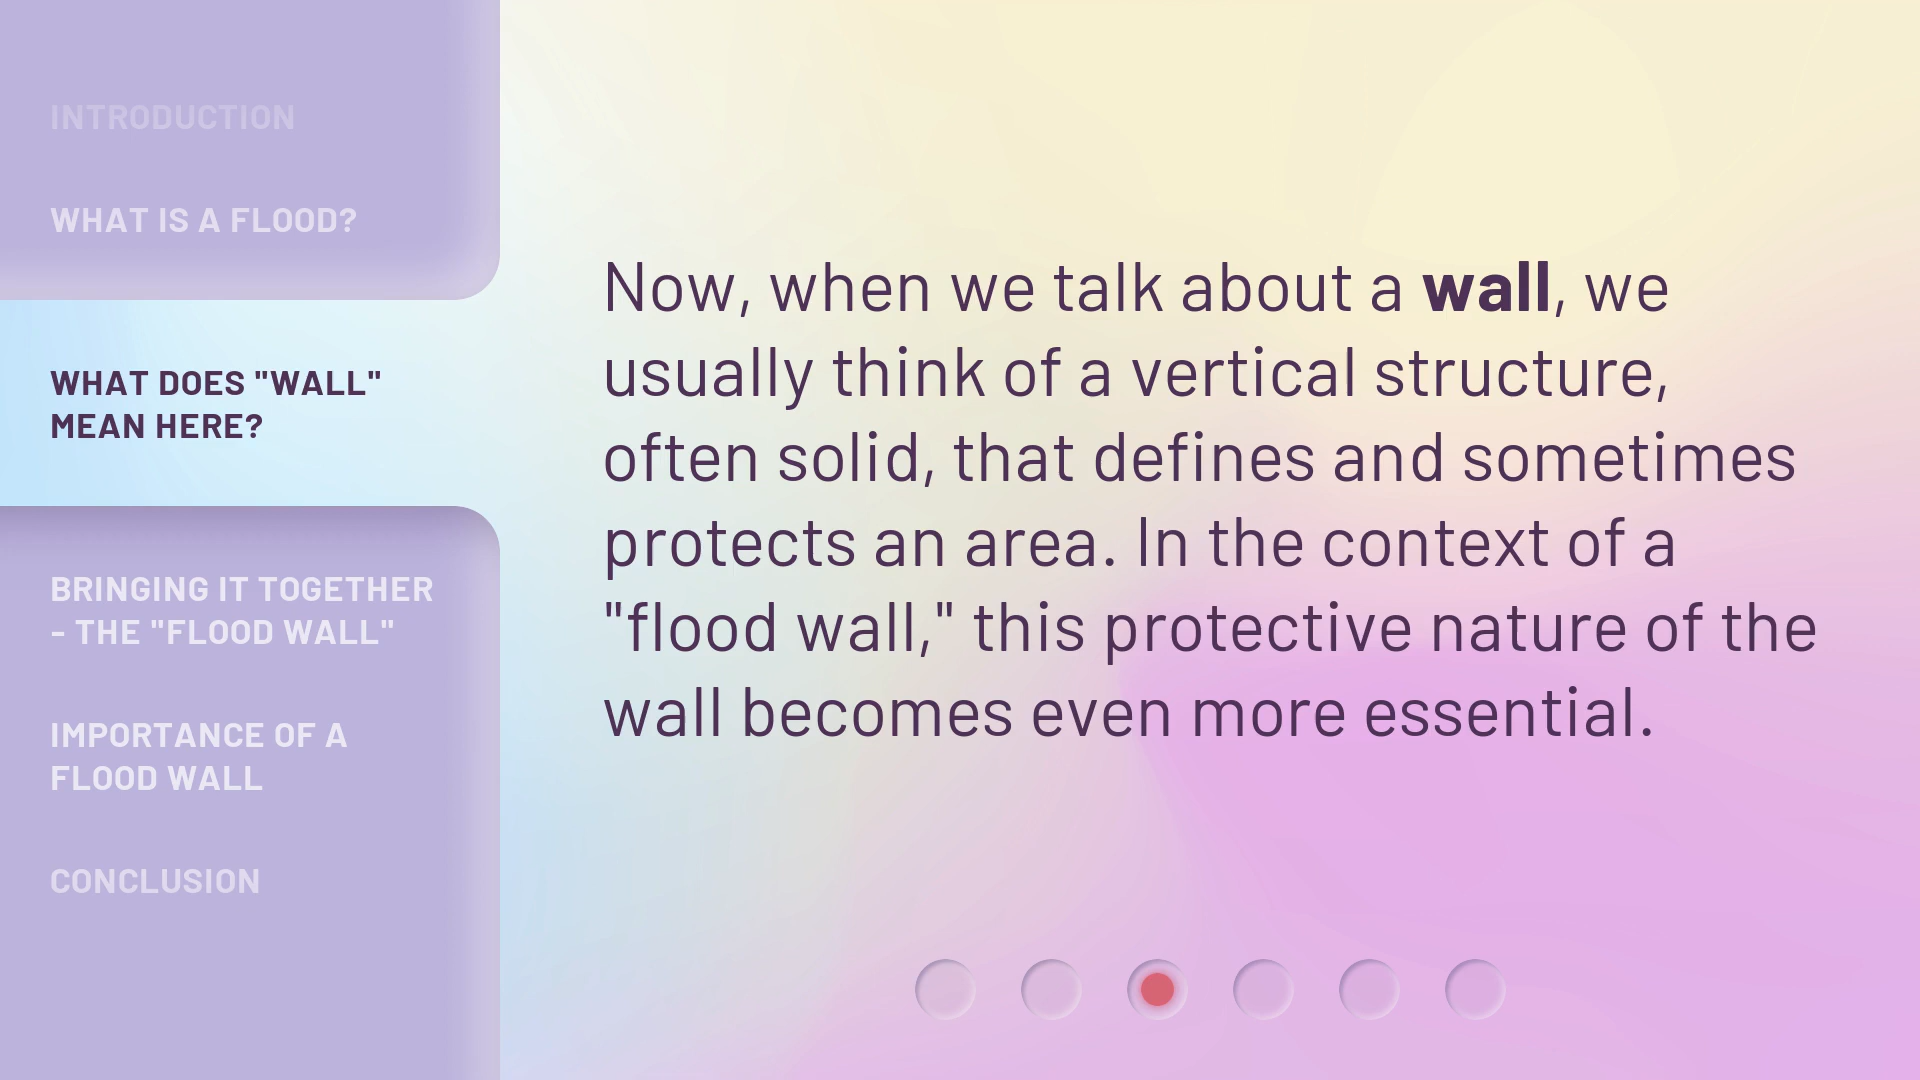 INTRODUCTION
WHAT IS A FLOOD?
WHAT DOES "WALL"
MEAN HERE?
BRINGING IT TOGETHER
- THE "FLOOD WALL"
IMPORTANCE OF A
FLOOD WALL
CONCLUSION
Now, when we talk about a wall, we
usually think of a vertical structure,
often solid, that defines and sometimes
protects an area. In the context of a
"flood wall," this protective nature of the
wall becomes even more essential.